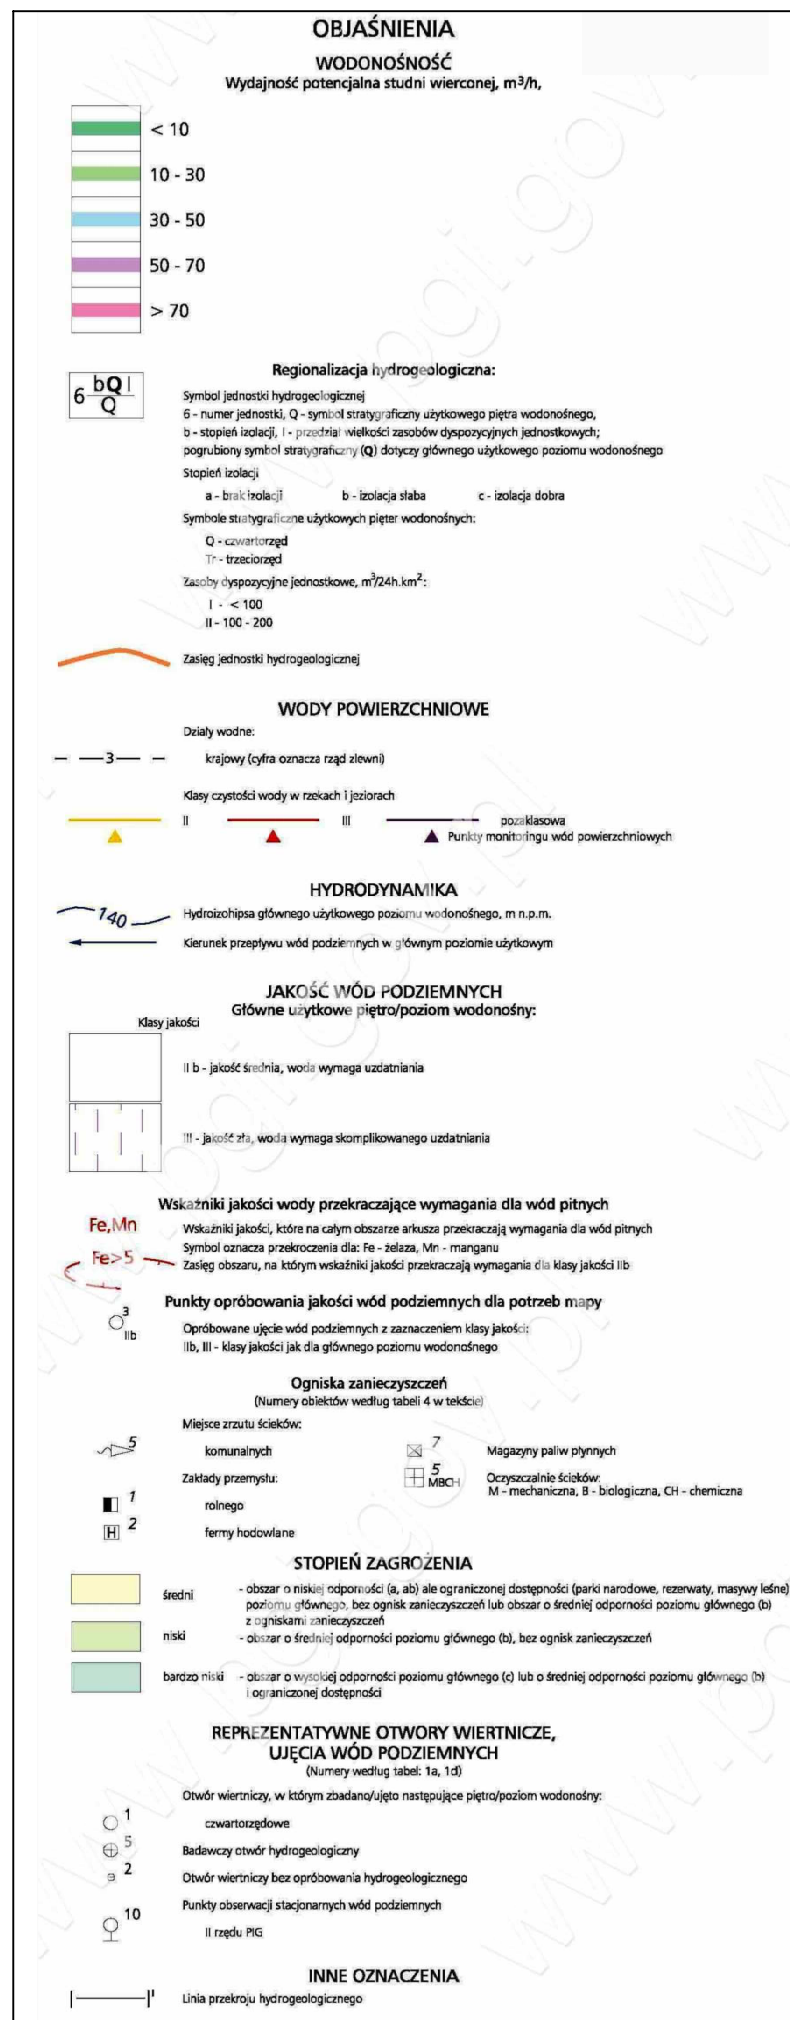 OBJAŚNIENIA
WODONOŚNOŚĆ
Wydajność potencjalna studni wierconej, m³/h,
< 10
10 - 30
30 - 50
50 - 70
> 70
Regionalizacja hydrogeologiczna:
6 bQ I
Q
Symbol jednostki hydrogeologicznej
6 - numer jednostki, Q - symbol stratygraficzny użytkowego piętra wodonośnego,
b - stopień izolacji, I - przedział wielkości zasobów dyspozycyjnych jednostkowych;
pogrubiony symbol stratygraficzny (Q) dotyczy głównego użytkowego poziomu wodonośnego
Stopień izolacji
a - brak izolacji b - izolacja słaba c - izolacja dobra
Symbole stratygraficzne użytkowych pięter wodonośnych:
Q - czwartorzęd
Tr - trzeciorzęd
Zasoby dyspozycyjne jednostkowe, m³/24h.km²:
I - < 100
II - 100 - 200
Zasięg jednostki hydrogeologicznej
WODY POWIERZCHNIOWE
Działy wodne:
3 krajowy (cyfra oznacza rząd zlewni)
Klasy czystości wody w rzekach i jeziorach
II III pozaklasowa
Punkty monitoringu wód powierzchniowych
HYDRODYNAMIKA
140 Hydroizohipsa głównego użytkowego poziomu wodonośnego, m n.p.m.
Kierunek przepływu wód podziemnych w głównym poziomie użytkowym
JAKOŚĆ WÓD PODZIEMNYCH
Główne użytkowe piętro/poziom wodonośny:
Klasy jakości
II b - jakość średnia, woda wymaga uzdatniania
III - jakość zła, woda wymaga skomplikowanego uzdatniania
Wskaźniki jakości wody przekraczające wymagania dla wód pitnych
Fe,Mn Wskaźniki jakości, które na całym obszarze arkusza przekraczają wymagania dla wód pitnych
Symbol oznacza przekroczenia dla: Fe - żelaza, Mn - manganu
Fe>5 Zasięg obszaru, na którym wskaźniki jakości przekraczają wymagania dla klasy jakości IIb
Punkty opróbowania jakości wód podziemnych dla potrzeb mapy
3
IIb
Opróbowane ujęcie wód podziemnych z zaznaczeniem klasy jakości:
IIb, III - klasy jakości jak dla głównego poziomu wodonośnego
Ogniska zanieczyszczeń
(Numery obiektów według tabeli 4 w tekście)
Miejsce zrzutu ścieków:
5 komunalnych 7 Magazyny paliw płynnych
Zakłady przemysłu: 5 MBCH Oczyszczalnie ścieków:
M - mechaniczna, B - biologiczna, CH - chemiczna
1 rolnego
H 2 fermy hodowlane
STOPIEŃ ZAGROŻENIA
średni - obszar o niskiej odporności (a, ab) ale ograniczonej dostępności (parki narodowe, rezerwaty, masywy leśne)
poziomu głównego, bez ognisk zanieczyszczeń lub obszar o średniej odporności poziomu głównego (b)
z ogniskami zanieczyszczeń
niski - obszar o średniej odporności poziomu głównego (b), bez ognisk zanieczyszczeń
bardzo niski - obszar o wysokiej odporności poziomu głównego (c) lub o średniej odporności poziomu głównego (b)
i ograniczonej dostępności
REPREZENTATYWNE OTWORY WIERTNICZE,
UJĘCIA WÓD PODZIEMNYCH
(Numery według tabel: 1a, 1d)
Otwór wiertniczy, w którym zbadano/ujęto następujące piętro/poziom wodonośny:
1 czwartorzędowe
5 Badawczy otwór hydrogeologiczny
2 Otwór wiertniczy bez opróbowania hydrogeologicznego
Punkty obserwacji stacjonarnych wód podziemnych
10 II rzędu PIG
INNE OZNACZENIA
I I' Linia przekroju hydrogeologicznego
www.pgi.gov.pl